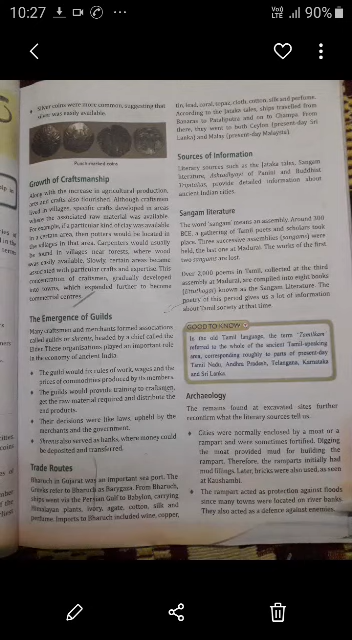 10:27
Vo))
LTE
90%
Silver coins were more common, suggesting that
silver was easily available.
Punch-marked coins
Growth of Craftsmanship
Along with the increase in agricultural production,
arts and crafts also flourished. Although craftsmen
lived in villages, specific crafts developed in areas
where the associated raw material was available.
For example, if a particular kind of clay was available
in a certain area, then potters would be located in
the villages in that area. Carpenters would usually
be found in villages near forests, where wood
was easily available. Slowly, certain areas became
associated with particular crafts and expertise. This
concentration of craftsmen, gradually developed
into towns, which expanded further to become
commercial centres.
The Emergence of Guilds
Many craftsmen and merchants formed associations
called guilds or shrenis, headed by a chief called the
These organisations played an important role
in the economy of ancient India.
The guild would fix rules of work, wages and the
prices of commodities produced by its members.
The guilds would provide training to craftsmen,
get the raw material required and distribute the
end products.
Their decisions were like laws, upheld by the
merchants and the government.
Shrenis also served as banks, where money could
be deposited and transferred.
Trade Routes
Bharuch in Gujarat was an important sea port. The
Greeks refer to Bharuch as Barygaza. From Bharuch,
ships went via the Persian Gulf to Babylon, carrying
Himalayan plants, ivory, agate, cotton, silk and
perfume. Imports to Bharuch included wine, copper,
tin, lead, coral, topaz, cloth, cotton, silk and perfume.
According to the Jataka tales, ships travelled from
Banaras to Pataliputra and on to Champa. From
there, they went to both Ceylon (present-day Sri
Lanka) and Malay (present-day Malaysia).
Sources of Information
Literary sources such as the Jataka tales, Sangam
literature, Ashtadhyayi of Panini and Buddhist
Tripitakas, provide detailed information about
ancient Indian cities.
Sangam literature
The word 'sangam' means an assembly. Around 300
BCE, a gathering of Tamil poets and scholars took
place. Three successive assemblies (sangams) were
held, the last one at Madurai. The works of the first
two sangams are lost.
Over 2,000 poems in Tamil, collected at the third
assembly at Madurai, are compiled into eight books
(Ettuthogai) known as the Sangam Literature. The
poetry of this period gives us a lot of information
about Tamil society at that time.
GOOD TO KNOW
In the old Tamil language, the term 'Tamilkam'
referred to the whole of the ancient Tamil-speaking
area, corresponding roughly to parts of present-day
Tamil Nadu, Andhra Pradesh, Telangana, Karnataka
and Sri Lanka.
Archaeology
The remains found at excavated sites further
reconfirm what the literary sources tell us.
Cities were normally enclosed by a moat or a
rampart and were sometimes fortified. Digging
the moat provided mud for building the
rampart. Therefore, the ramparts initially had
mud fillings. Later, bricks were also used, as seen
at Kaushambi.
The rampart acted as protection against floods
since many towns were located on river banks.
They also acted as a defence against enemies.